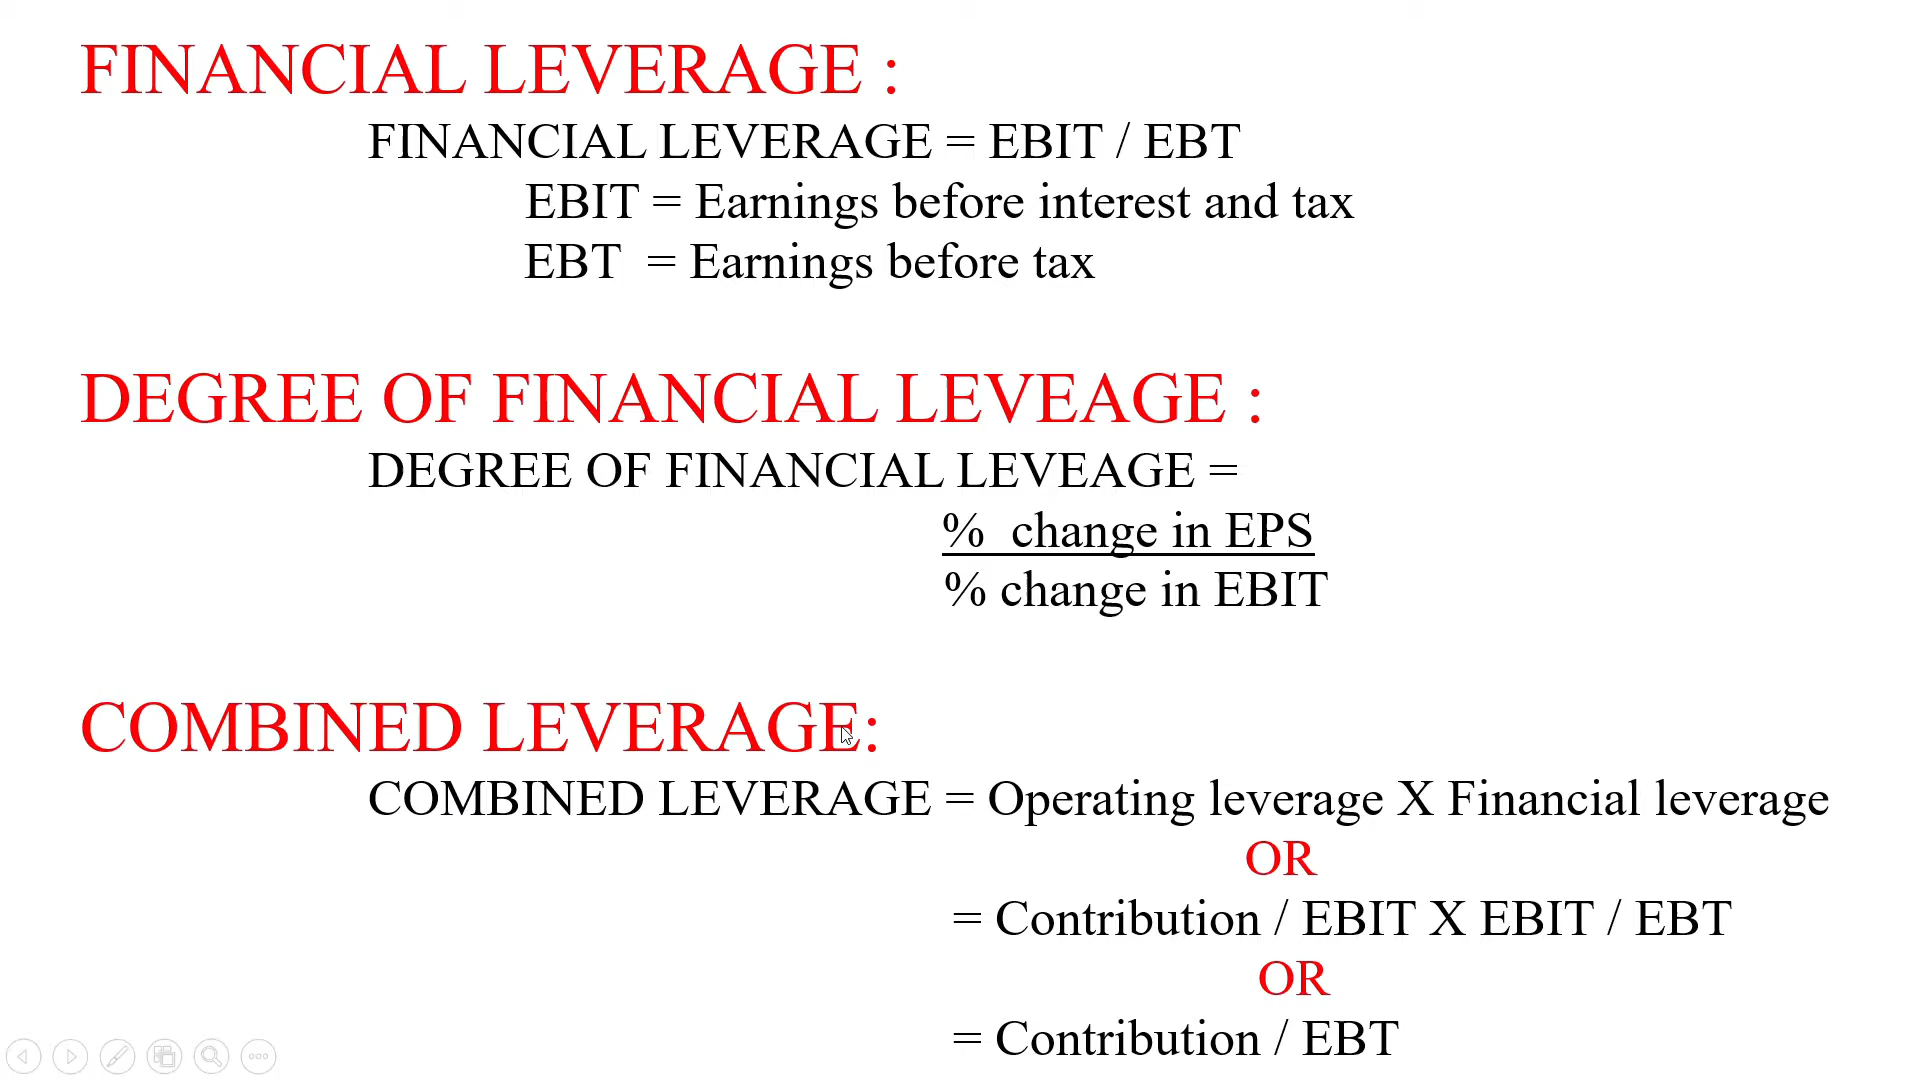 FINANCIAL LEVERAGE :
FINANCIAL LEVERAGE = EBIT / EBT
EBIT = Earnings before interest and tax
EBT = Earnings before tax
DEGREE OF FINANCIAL LEVEAGE :
DEGREE OF FINANCIAL LEVEAGE =
% change in EPS
% change in EBIT
COMBINED LEVERAGE:
COMBINED LEVERAGE = Operating leverage X Financial leverage
OR
= Contribution / EBIT X EBIT / EBT
OR
= Contribution / EBT